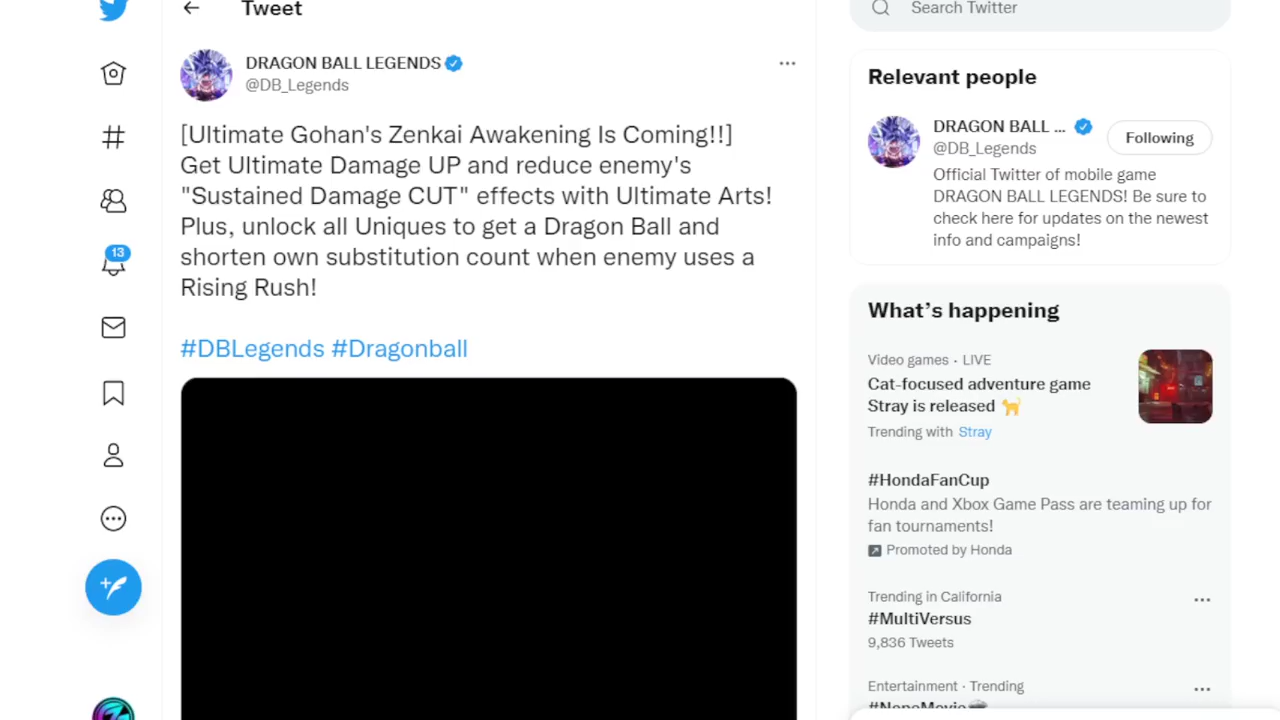 Tweet
Search Twitter
DRAGON BALL LEGENDS
@DB_Legends
[Ultimate Gohan's Zenkai Awakening Is Coming!!]
Get Ultimate Damage UP and reduce enemy's
"Sustained Damage CUT" effects with Ultimate Arts!
Plus, unlock all Uniques to get a Dragon Ball and
shorten own substitution count when enemy uses a
Rising Rush!
#DBLegends #Dragonball
13
Relevant people
DRAGON BALL ...
@DB_Legends
Following
Official Twitter of mobile game
DRAGON BALL LEGENDS! Be sure to
check here for updates on the newest
info and campaigns!
What's happening
Video games · LIVE
Cat-focused adventure game
Stray is released
Trending with Stray
#HondaFanCup
Honda and Xbox Game Pass are teaming up for
fan tournaments!
Promoted by Honda
Trending in California
#MultiVersus
9,836 Tweets
Entertainment · Trending
#NopeMovie